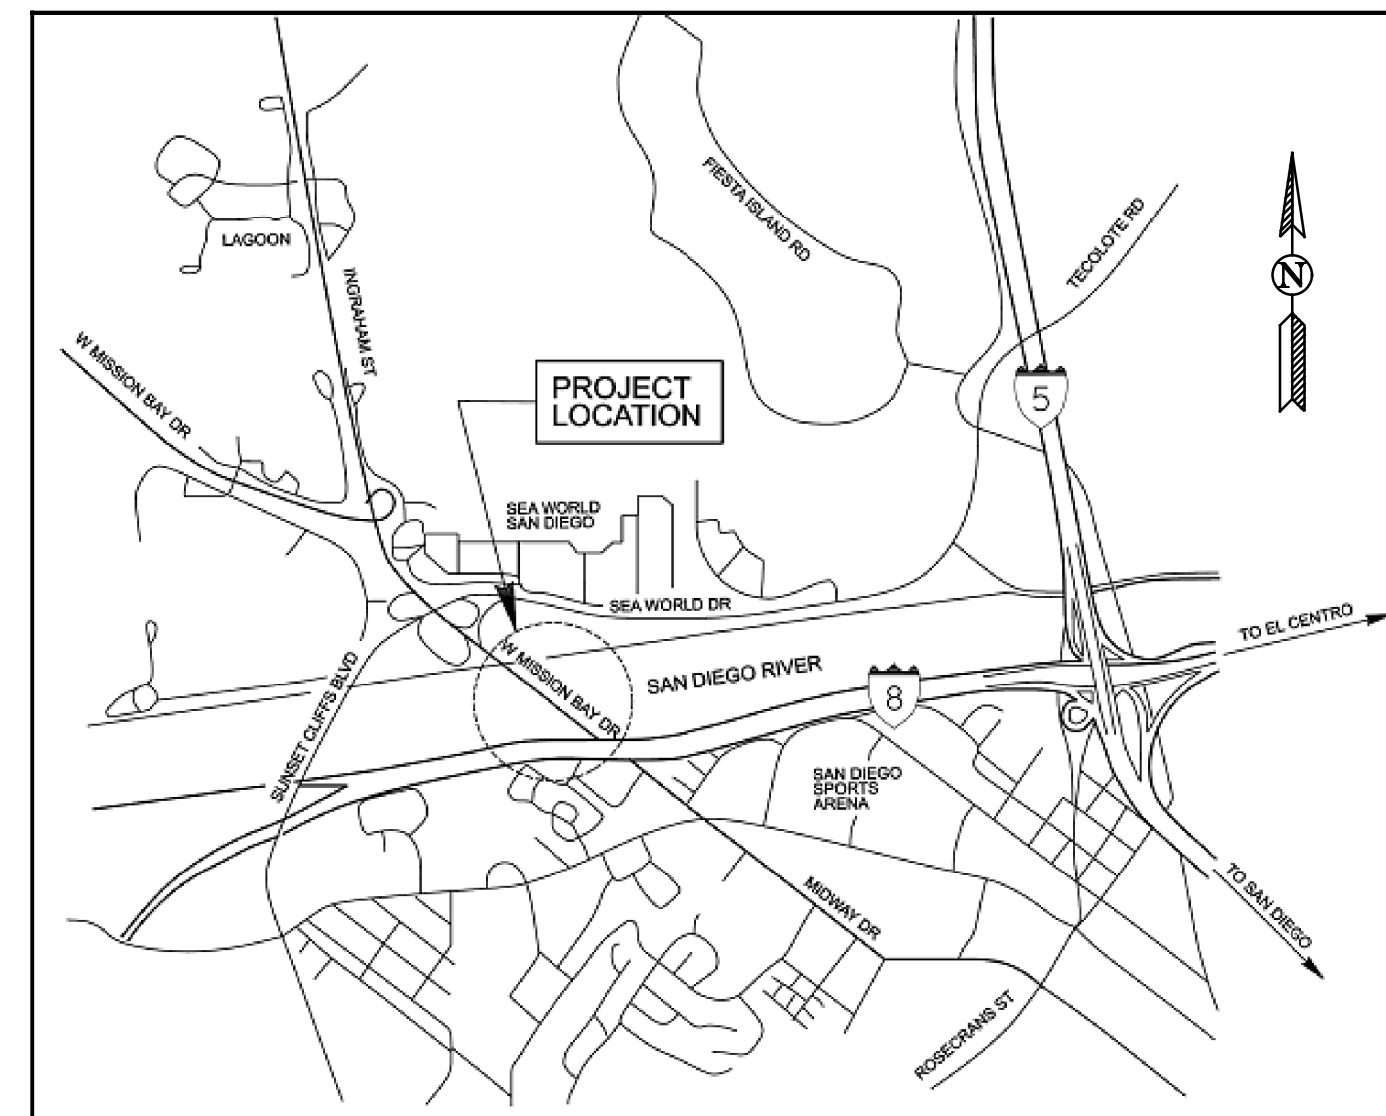 FIESTA ISLAND RD
TECOLOTE RD
LAGOON
N
INGRAHAM ST
W MISSION BAY DR
PROJECT
LOCATION
5
SEA WORLD
SAN DIEGO
SEA WORLD DR
TO EL CENTRO
W MISSION BAY DR
SAN DIEGO RIVER
8
SUNSET CLIFFS BLVD
SAN DIEGO
SPORTS
ARENA
MIDWAY DR
TO SAN DIEGO
ROSECRANS ST